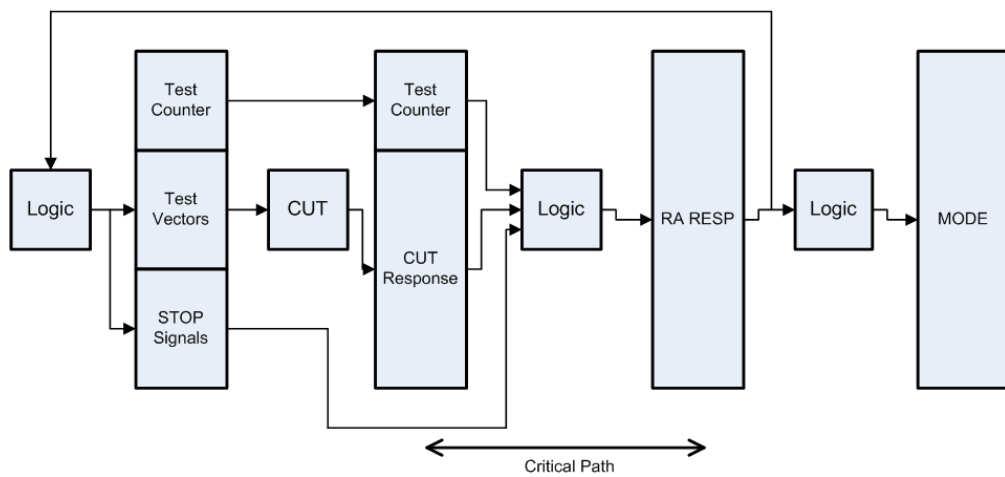 Test
Counter
Test
Counter
Logic
Test
Vectors
CUT
CUT
Response
Logic
RA RESP
Logic
MODE
STOP
Signals
Critical Path